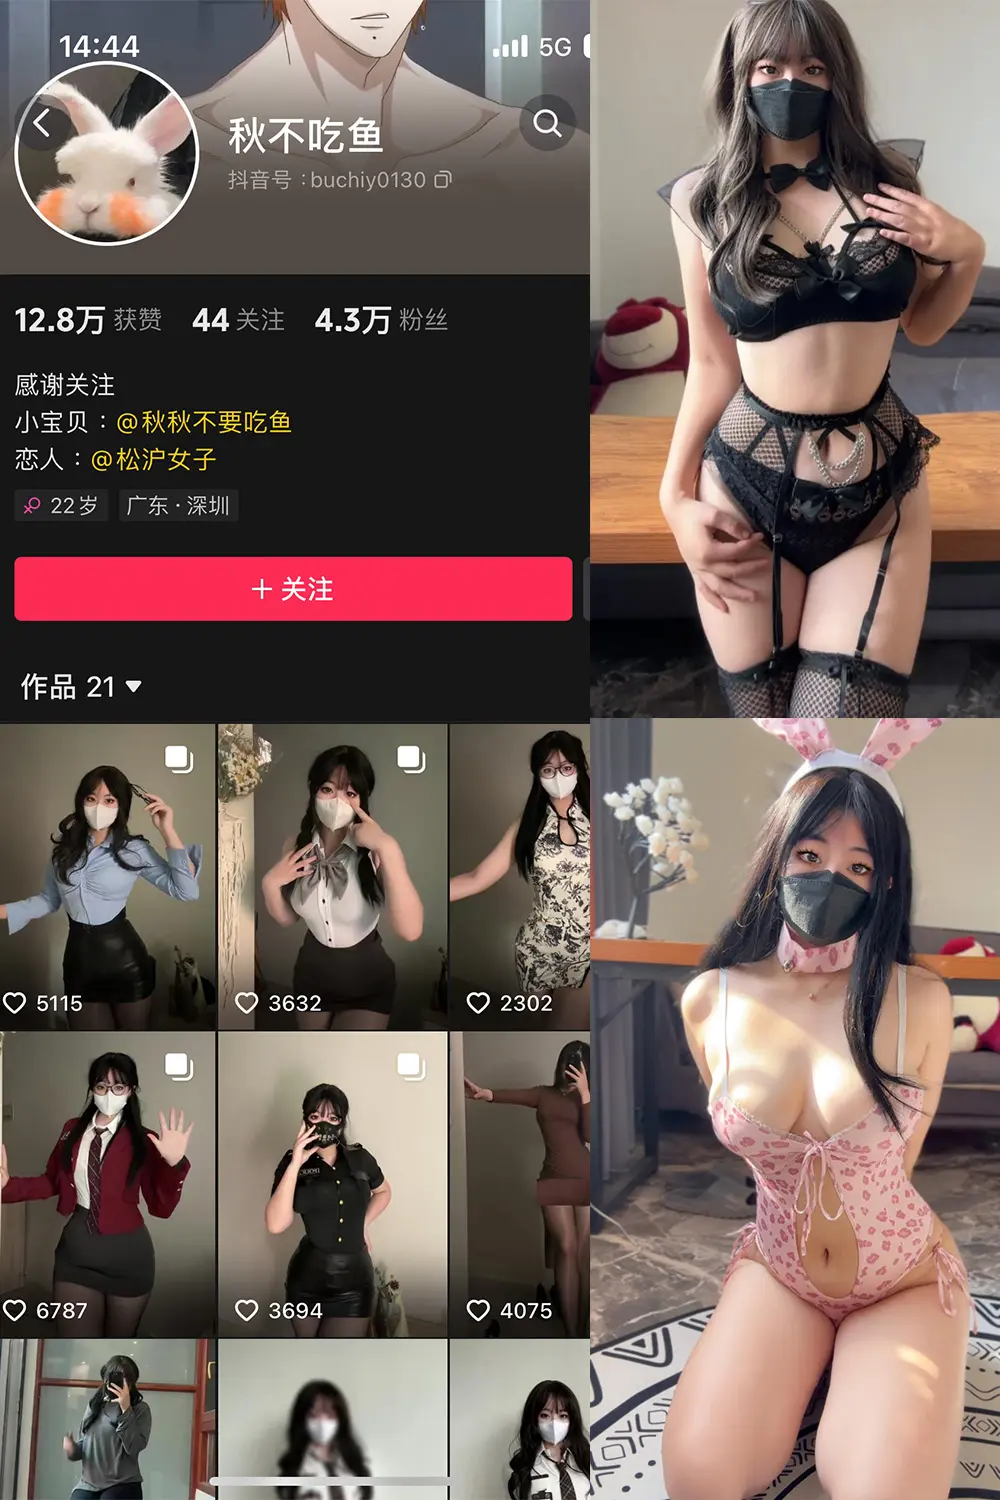 14:44
5G
秋不吃鱼
抖音号：buchiy0130
12.8万 获赞 44 关注 4.3万 粉丝
感谢关注
小宝贝：@秋秋不要吃鱼
恋人：@松沪女子
22岁 广东·深圳
+ 关注
作品 21
5115 3632 2302
6787 3694 4075